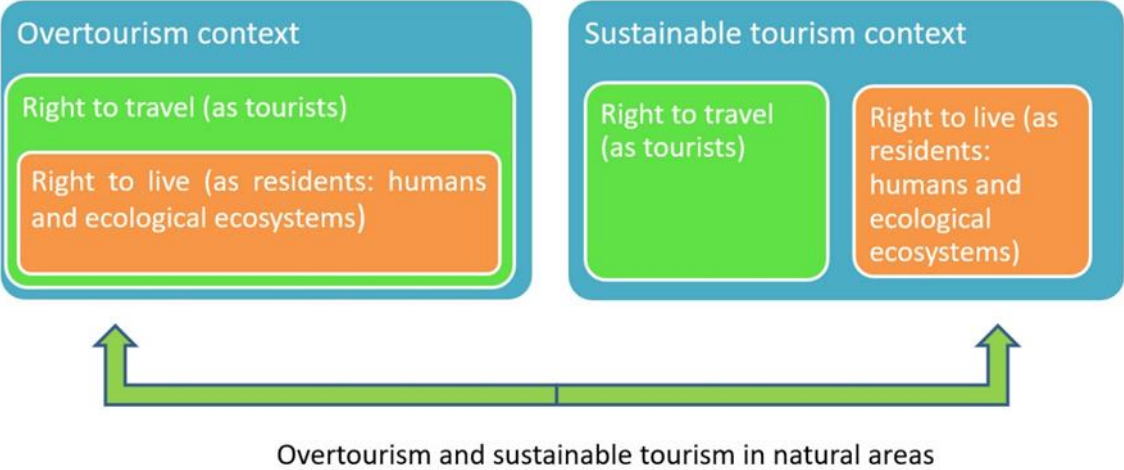 Overtourism context
Right to travel (as tourists)
Right to live (as residents: humans
and ecological ecosystems)
Sustainable tourism context
Right to travel
(as tourists)
Right to live (as
residents:
humans and
ecological
ecosystems)
Overtourism and sustainable tourism in natural areas